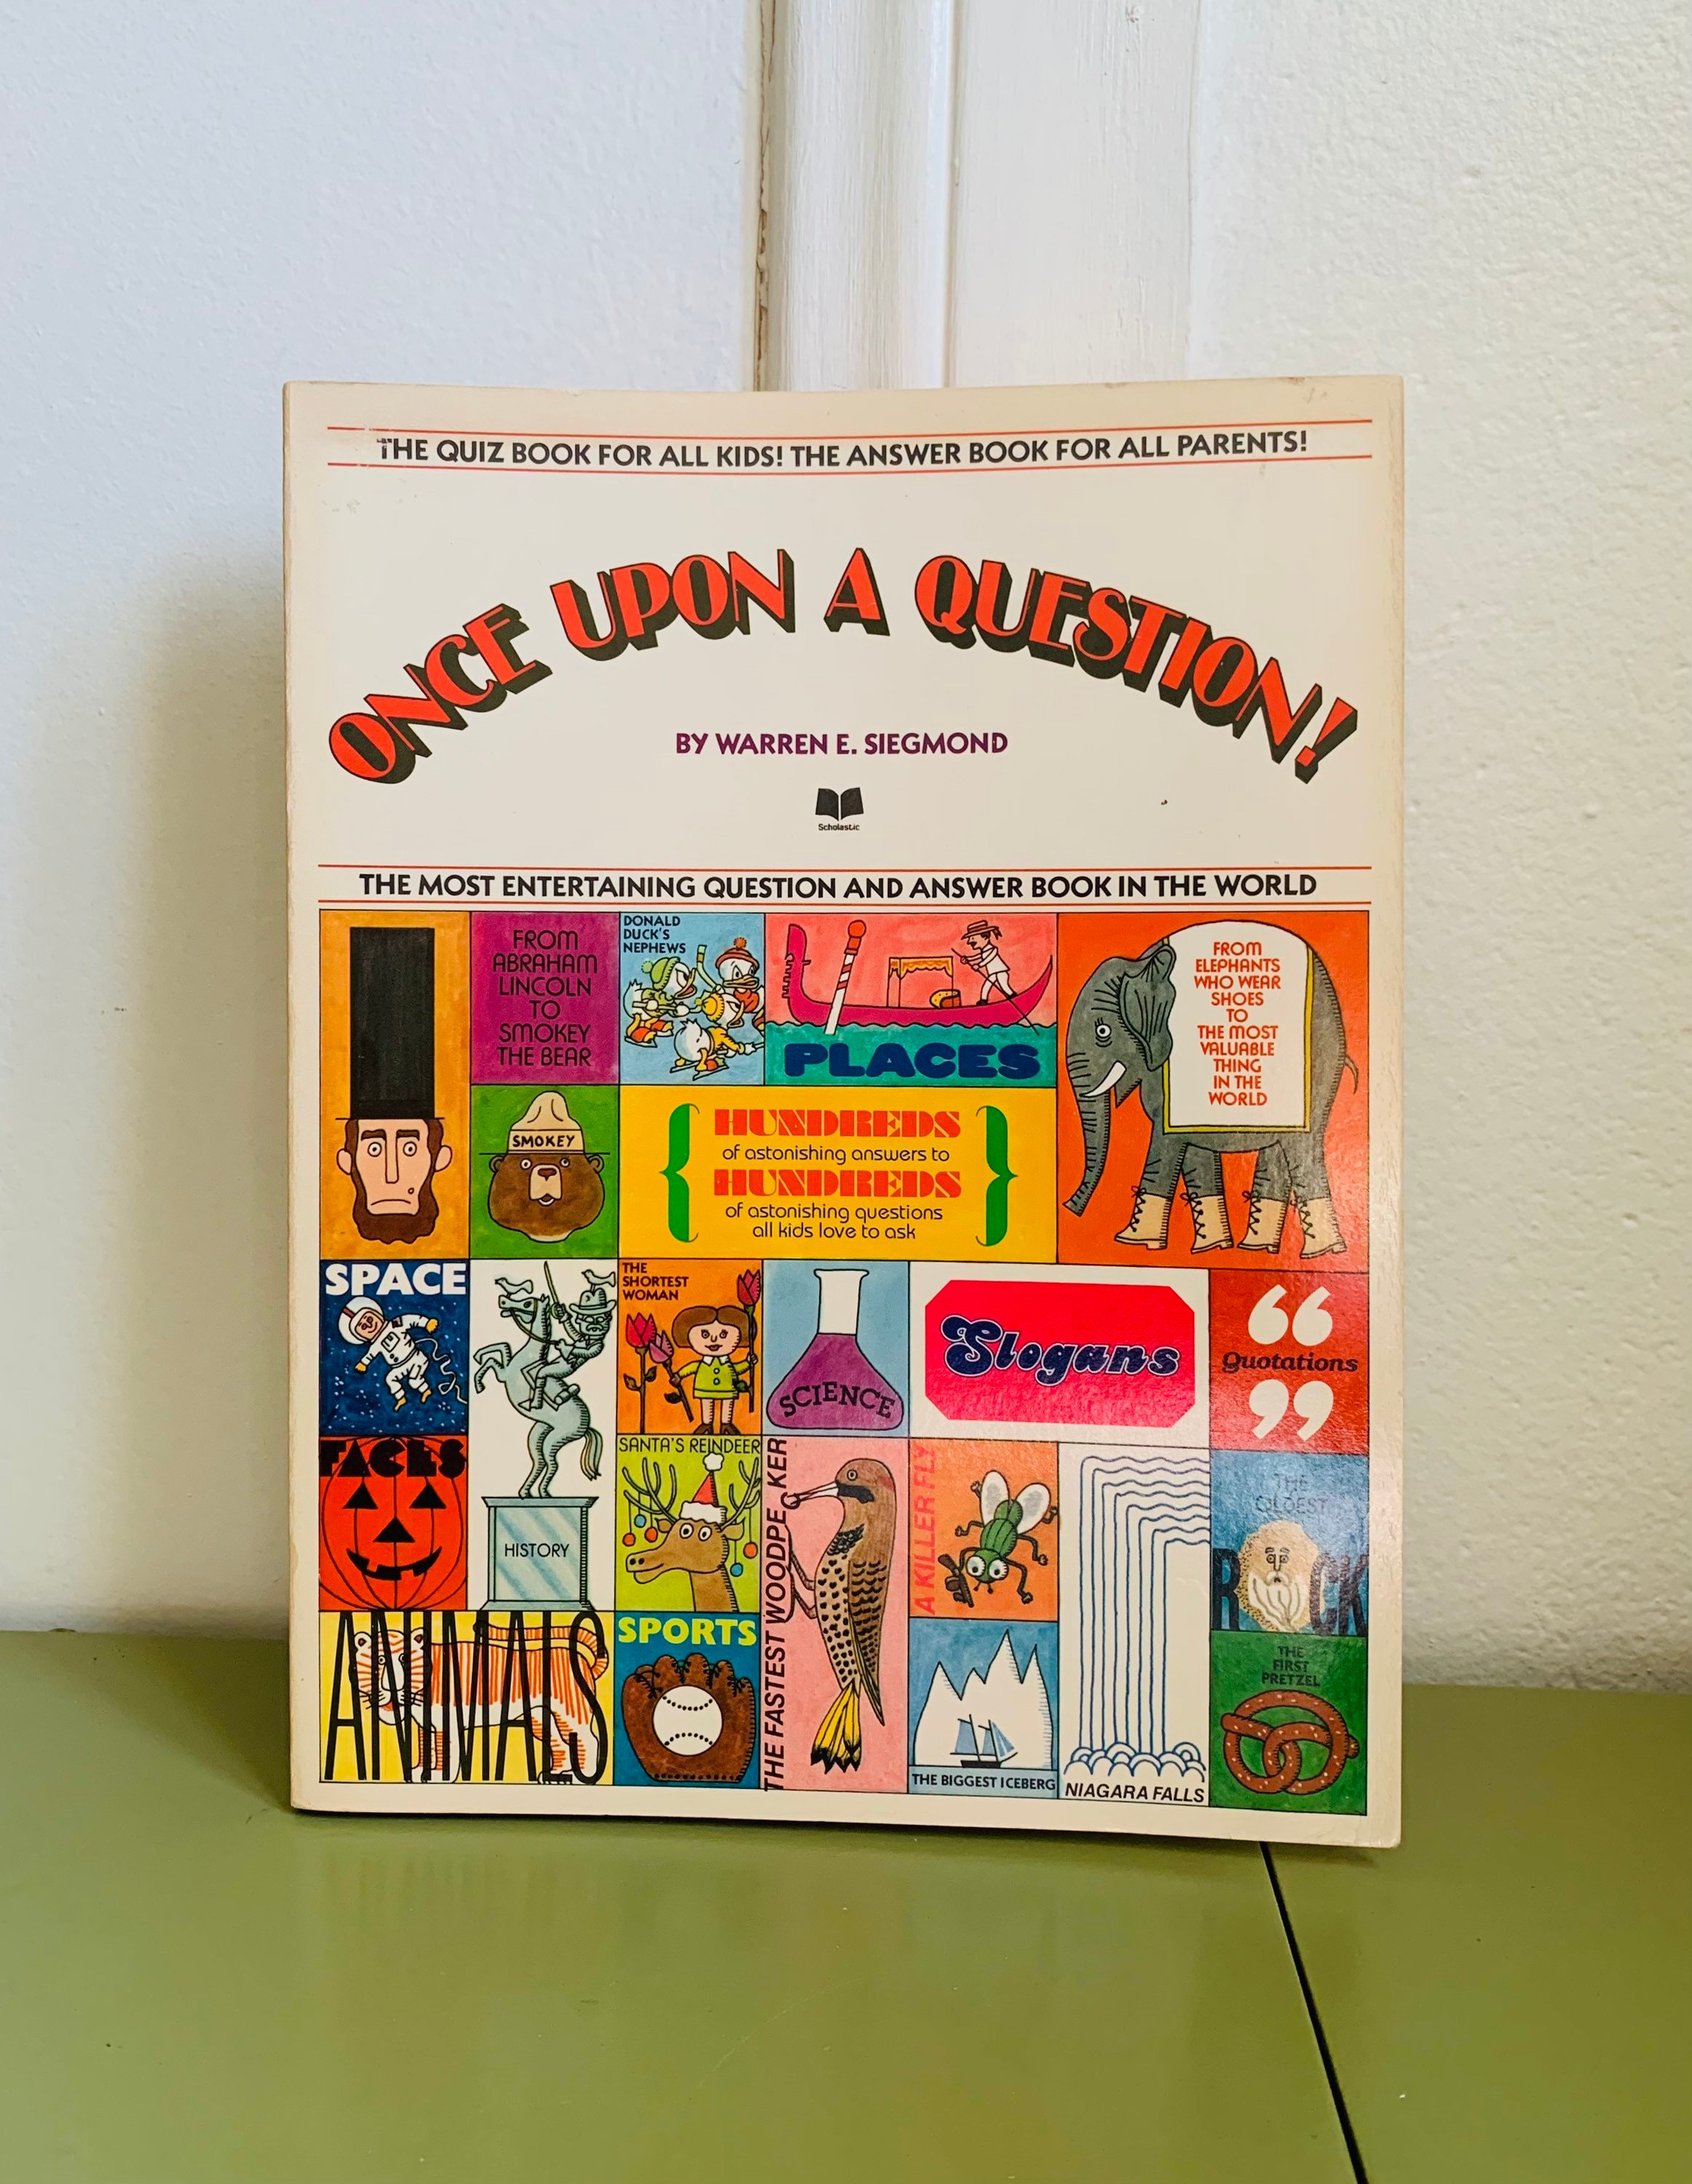 THE QUIZ BOOK FOR ALL KIDS! THE ANSWER BOOK FOR ALL PARENTS!
ONCE UPON A QUESTION!
BY WARREN E. SIEGMOND
Scholastic
THE MOST ENTERTAINING QUESTION AND ANSWER BOOK IN THE WORLD
FROM
ABRAHAM
LINCOLN
TO
SMOKEY
THE BEAR
DONALD
DUCK'S
NEPHEWS
PLACES
FROM
ELEPHANTS
WHO WEAR
SHOES
TO
THE MOST
VALUABLE
THING
IN THE
WORLD
SMOKEY
HUNDREDS
of astonishing answers to
HUNDREDS
of astonishing questions
all kids love to ask
SPACE
HISTORY
THE
SHORTEST
WOMAN
SCIENCE
Slogans
“
Quotations
”
FACES
SANTA'S REINDEER
THE FASTEST WOODPECKER
A KILLER FLY
THE
OLDEST
ROCK
ANIMALS
SPORTS
THE BIGGEST ICEBERG
NIAGARA FALLS
THE
FIRST
PRETZEL